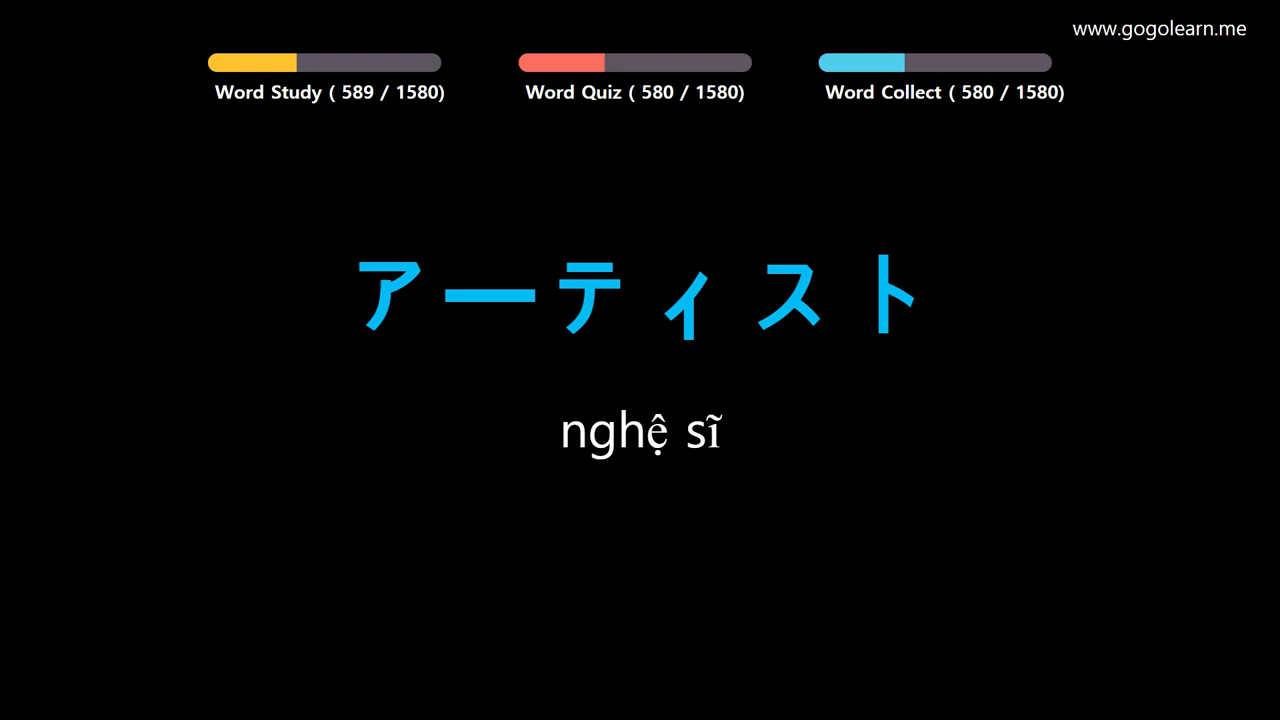 www.gogolearn.me
Word Study ( 589 / 1580)
Word Quiz ( 580 / 1580)
Word Collect ( 580 / 1580)
アーティスト
nghệ sĩ